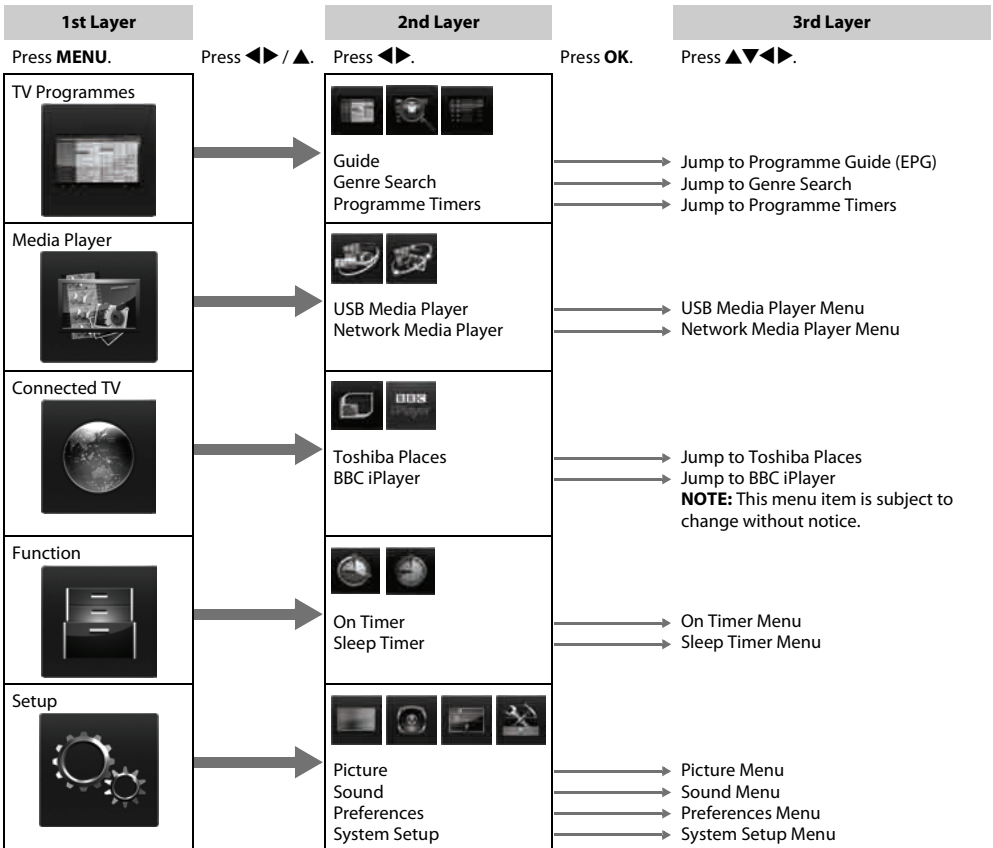 1st Layer
2nd Layer
3rd Layer
Press MENU.
Press ◀▶ / ▲.
Press ◀▶.
Press OK.
Press ▲▼◀▶.
TV Programmes
Guide
Genre Search
Programme Timers
Jump to Programme Guide (EPG)
Jump to Genre Search
Jump to Programme Timers
Media Player
USB Media Player
Network Media Player
USB Media Player Menu
Network Media Player Menu
Connected TV
BBC
iPlayer
Toshiba Places
BBC iPlayer
Jump to Toshiba Places
Jump to BBC iPlayer
NOTE: This menu item is subject to
change without notice.
Function
On Timer
Sleep Timer
On Timer Menu
Sleep Timer Menu
Setup
Picture
Sound
Preferences
System Setup
Picture Menu
Sound Menu
Preferences Menu
System Setup Menu